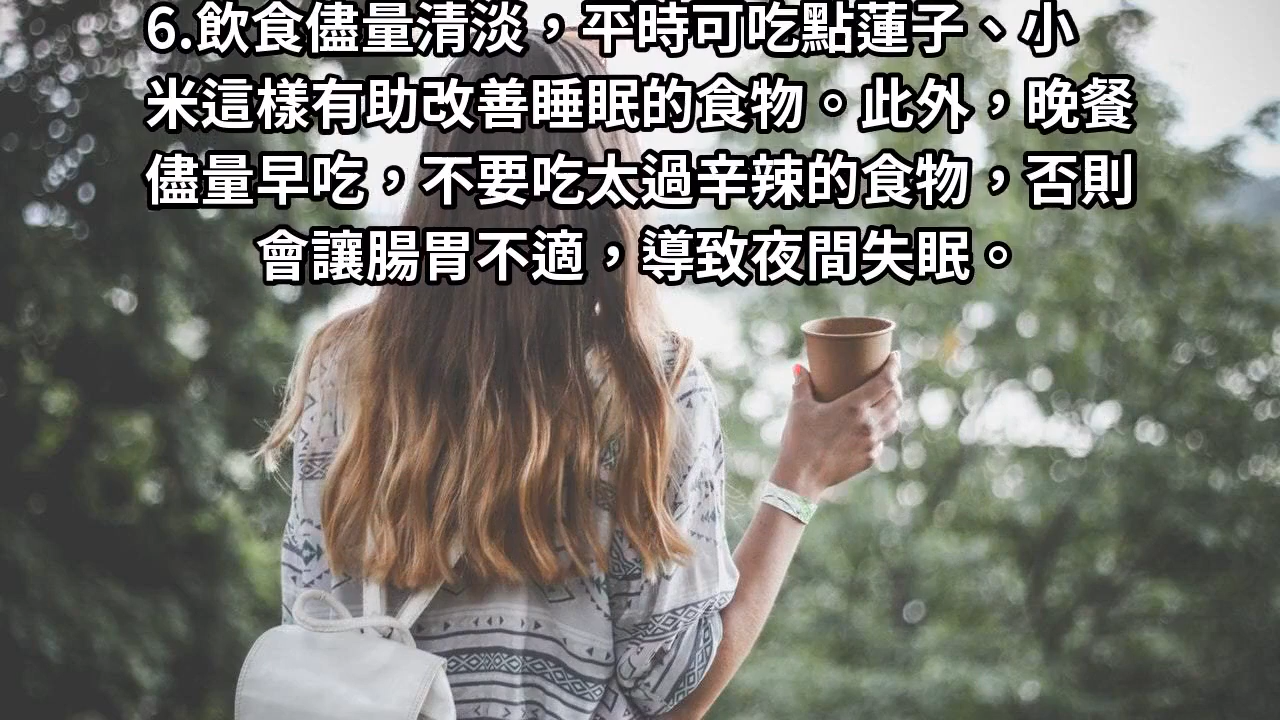 6.飲食儘量清淡，平時可吃點蓮子、小
米這樣有助改善睡眠的食物。此外，晚餐
儘量早吃，不要吃太過辛辣的食物，否則
會讓腸胃不適，導致夜間失眠。